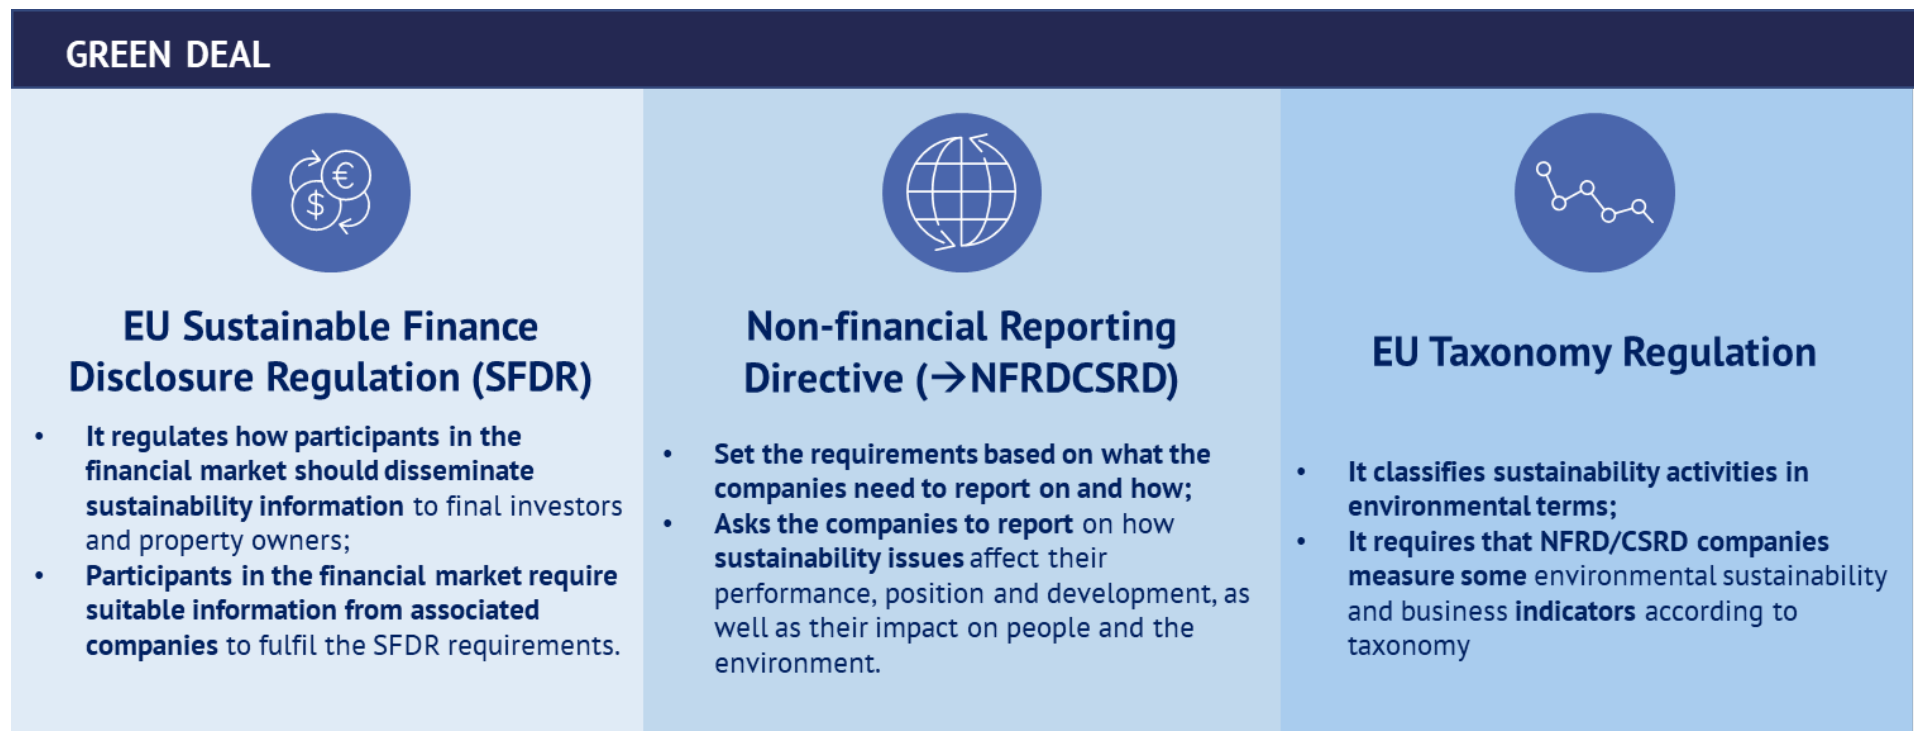 GREEN DEAL
€
$
EU Sustainable Finance
Disclosure Regulation (SFDR)
• It regulates how participants in the
financial market should disseminate
sustainability information to final investors
and property owners;
• Participants in the financial market require
suitable information from associated
companies to fulfil the SFDR requirements.
Non-financial Reporting
Directive (→NFRDCSRD)
• Set the requirements based on what the
companies need to report on and how;
• Asks the companies to report on how
sustainability issues affect their
performance, position and development, as
well as their impact on people and the
environment.
EU Taxonomy Regulation
• It classifies sustainability activities in
environmental terms;
• It requires that NFRD/CSRD companies
measure some environmental sustainability
and business indicators according to
taxonomy